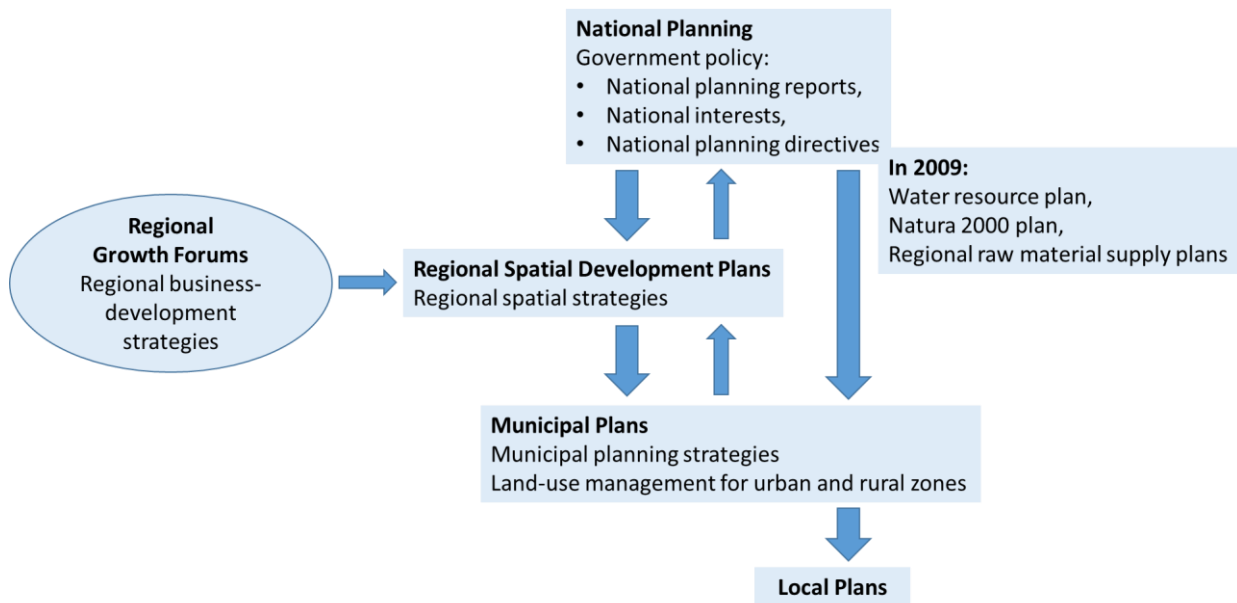 National Planning
Government policy:
• National planning reports,
• National interests,
• National planning directives
In 2009:
Water resource plan,
Natura 2000 plan,
Regional raw material supply plans
Regional
Growth Forums
Regional business-
development
strategies
Regional Spatial Development Plans
Regional spatial strategies
Municipal Plans
Municipal planning strategies
Land-use management for urban and rural zones
Local Plans